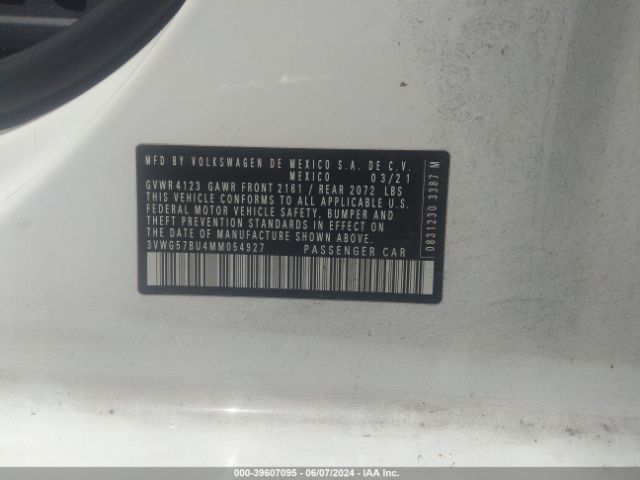 MFD BY VOLKSWAGEN DE MEXICO S.A. DE C.V.
MEXICO 03/21
GVWR 4123 GAWR FRONT 2161 / REAR 2072 LBS
THIS VEHICLE CONFORMS TO ALL APPLICABLE U.S.
FEDERAL MOTOR VEHICLE SAFETY, BUMPER AND
THEFT PREVENTION STANDARDS IN EFFECT ON THE
DATE OF MANUFACTURE SHOWN ABOVE.
3VWG57BU4MM054927 PASSENGER CAR
0831230 3387 M
000-39607095 - 06/07/2024 - IAAI.com